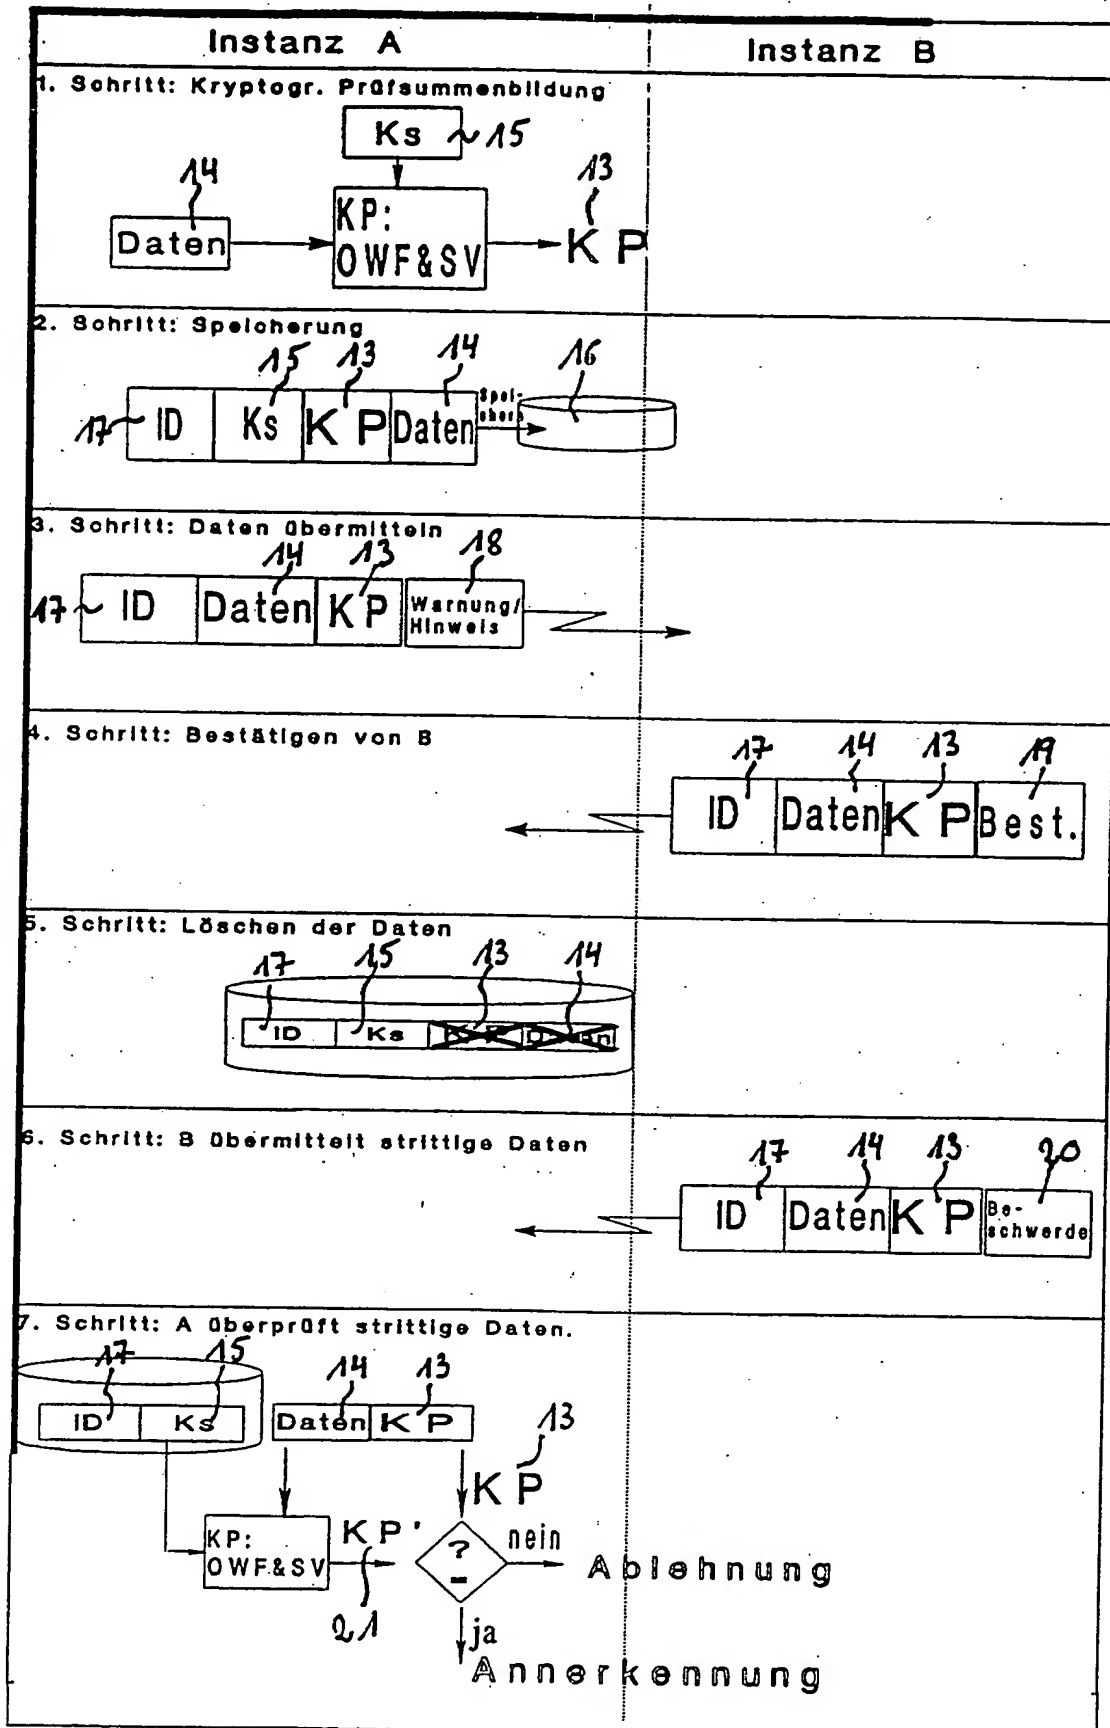 Instanz A
Instanz B
1. Schritt: Kryptogr. Prüfsummenbildung
Ks
15
14
13
Daten
KP:
OWF&SV
KP
2. Schritt: Speicherung
15 13 14 16
17 ID Ks KP Daten
Spei-
chern
3. Schritt: Daten übermitteln
14 13 18
17 ID Daten KP Warnung/
Hinweis
4. Schritt: Bestätigen von B
17 14 13 19
ID Daten KP Best.
5. Schritt: Löschen der Daten
17 15 13 14
ID Ks
6. Schritt: B übermittelt strittige Daten
17 14 13 20
ID Daten KP Be-
schwerde
7. Schritt: A überprüft strittige Daten.
17 15 14 13
ID Ks Daten KP
13
KP
KP:
OWF&SV
KP'
21
?
=
nein
Ablehnung
ja
Annerkennung